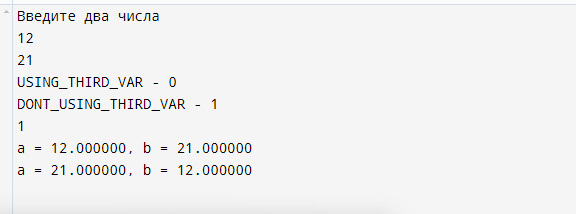 Введите два числа
12
21
USING_THIRD_VAR - 0
DONT_USING_THIRD_VAR - 1
1
a = 12.000000, b = 21.000000
a = 21.000000, b = 12.000000